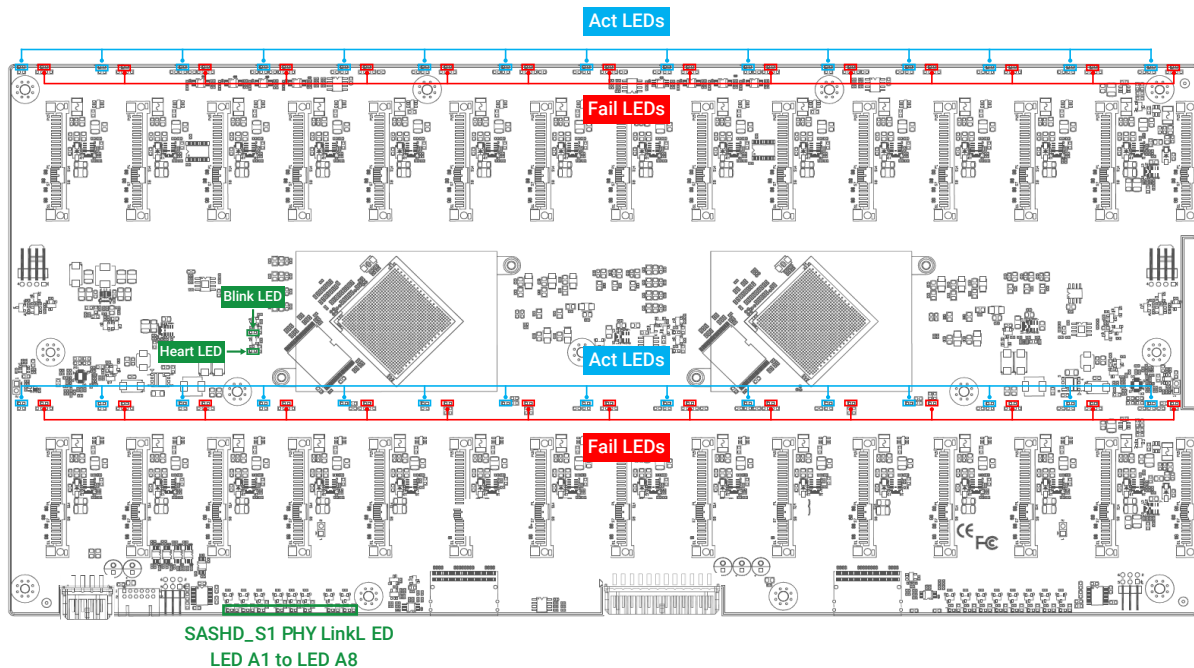 Act LEDs
Fail LEDs
Blink LED
Heart LED
Act LEDs
Fail LEDs
CE
FC
SASHD_S1 PHY LinkL ED
LED A1 to LED A8